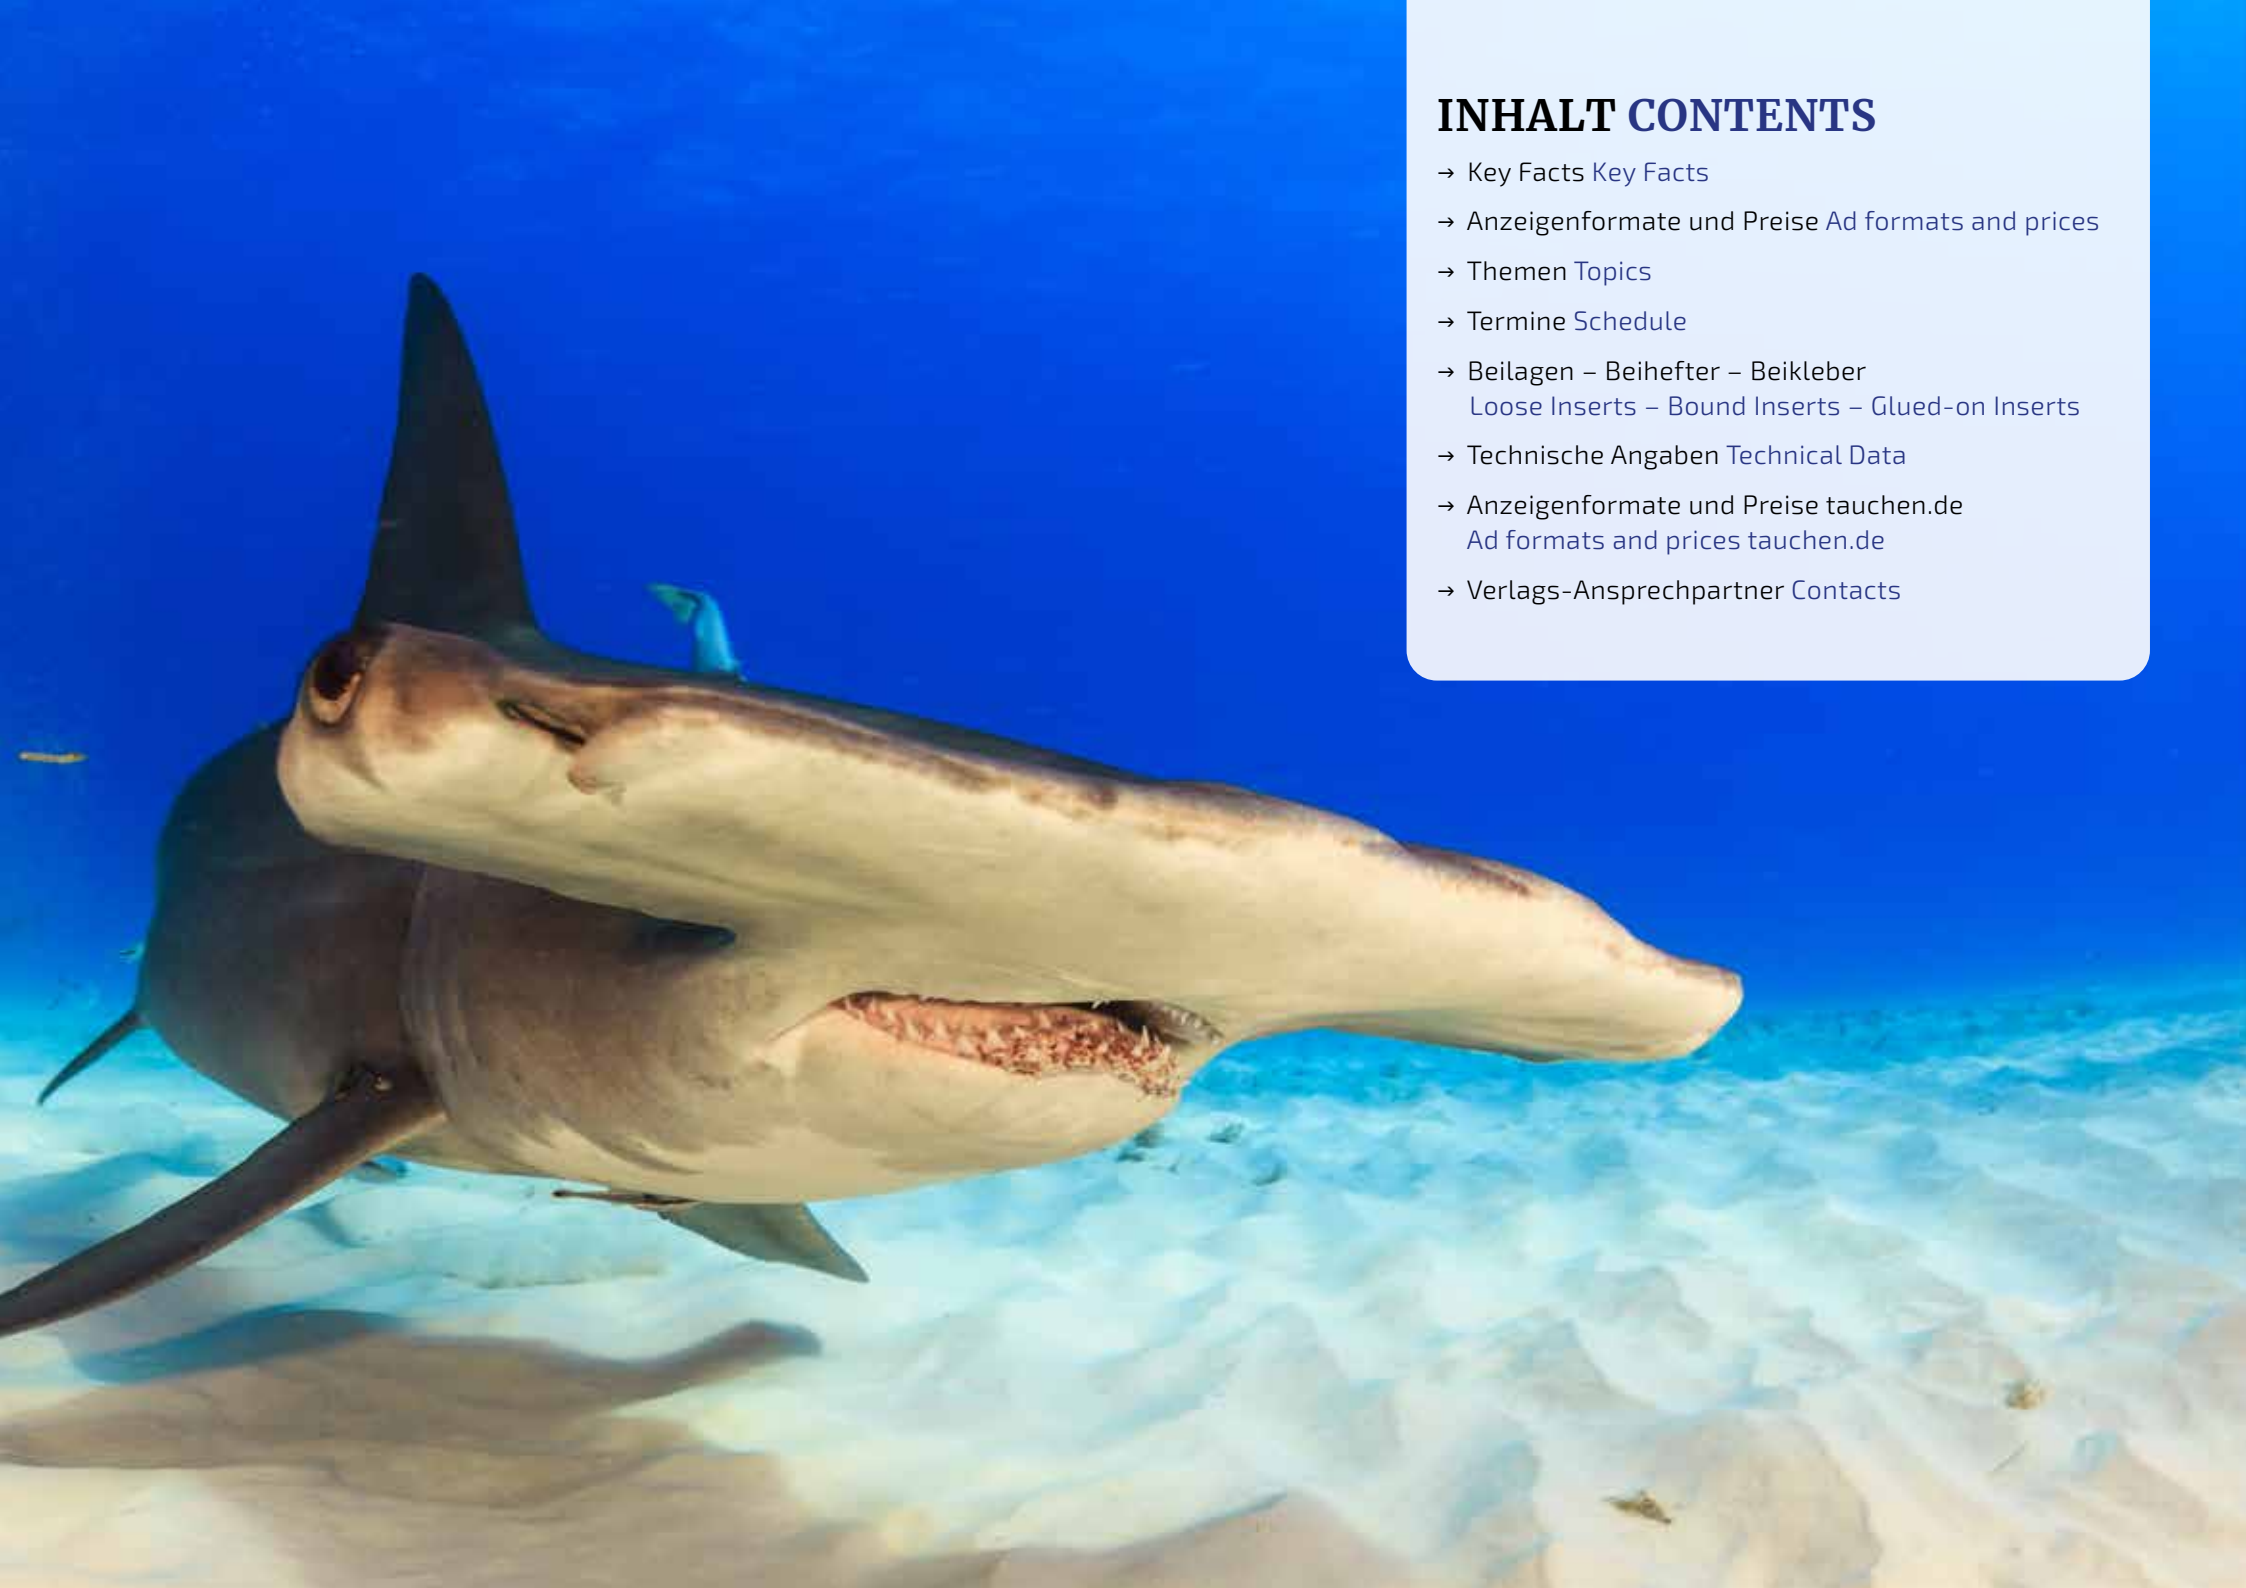 INHALT CONTENTS
→ Key Facts Key Facts
→ Anzeigenformate und Preise Ad formats and prices
→ Themen Topics
→ Termine Schedule
→ Beilagen – Beihefter – Beikleber
Loose Inserts – Bound Inserts – Glued-on Inserts
→ Technische Angaben Technical Data
→ Anzeigenformate und Preise tauchen.de
Ad formats and prices tauchen.de
→ Verlags-Ansprechpartner Contacts